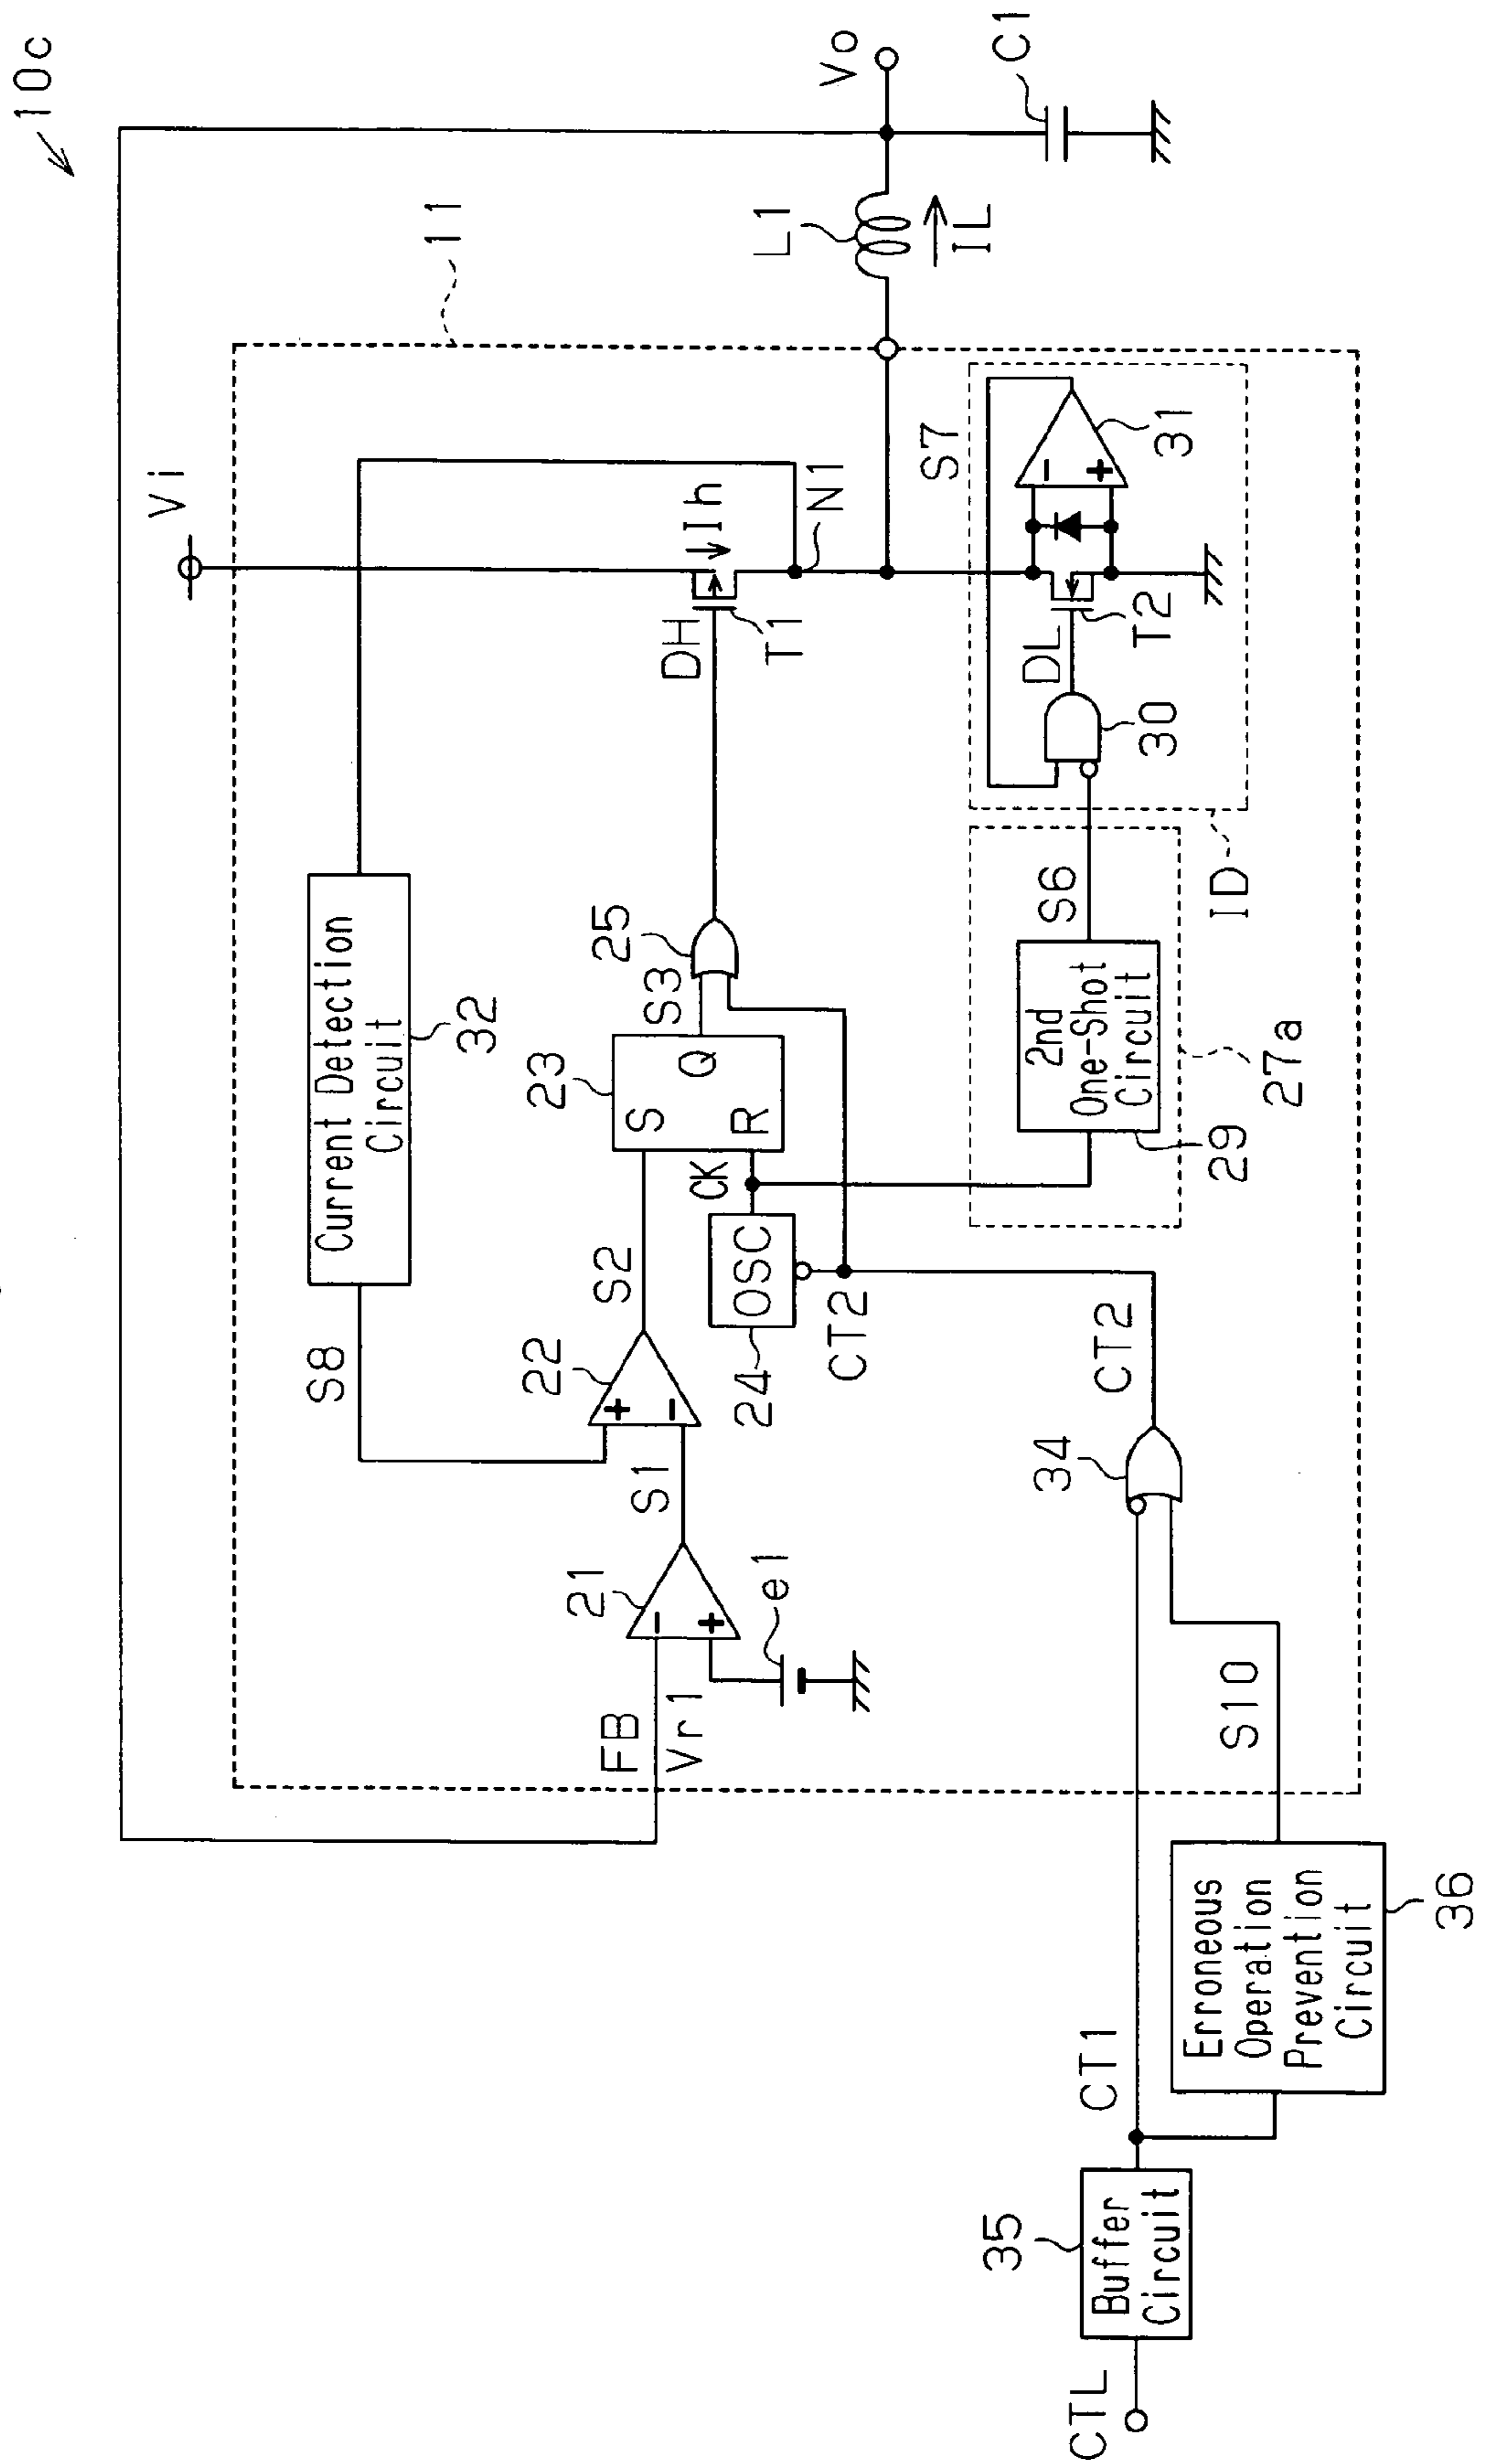 10c
11
Vi
Current Detection
Circuit
32
S8
DH
Ih
T1
N1
L1
IL
Vo
C1
25
S3
23
S
Q
R
CK
22
+
−
S2
S1
OSC
24
CT2
21
−
+
FB
Vr1
e1
S7
−
+
31
DL
T2
30
ID
S6
2nd
One-Shot
Circuit
29
27a
CT2
34
S10
CT1
Erroneous
Operation
Prevention
Circuit
36
35
Buffer
Circuit
CTL